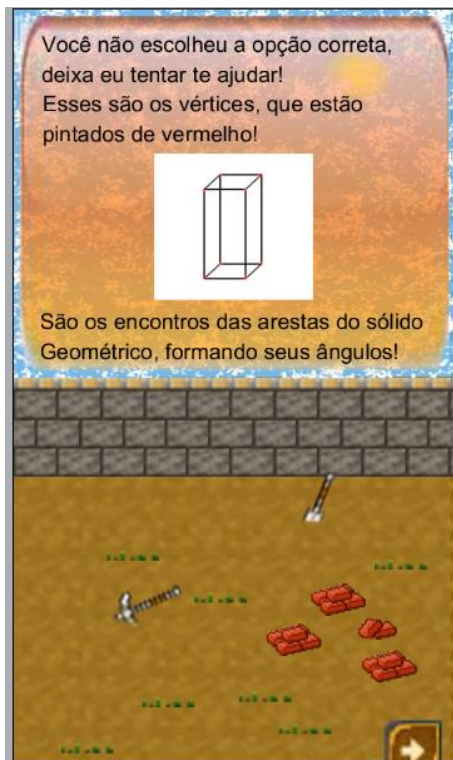 Você não escolheu a opção correta,
deixa eu tentar te ajudar!
Esses são os vértices, que estão
pintados de vermelho!
São os encontros das arestas do sólido
Geométrico, formando seus ângulos!